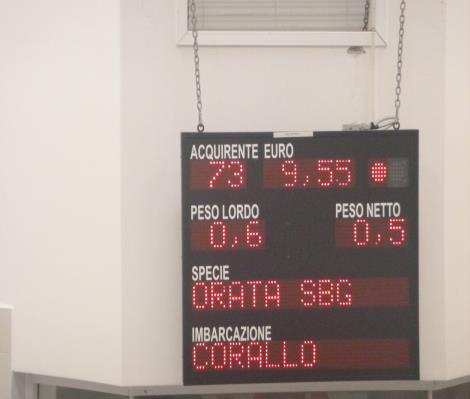 ACQUIRENTE EURO
73 9,55
PESO LORDO PESO NETTO
0,6 0,5
SPECIE
ORATA SBG
IMBARCAZIONE
CORALLO